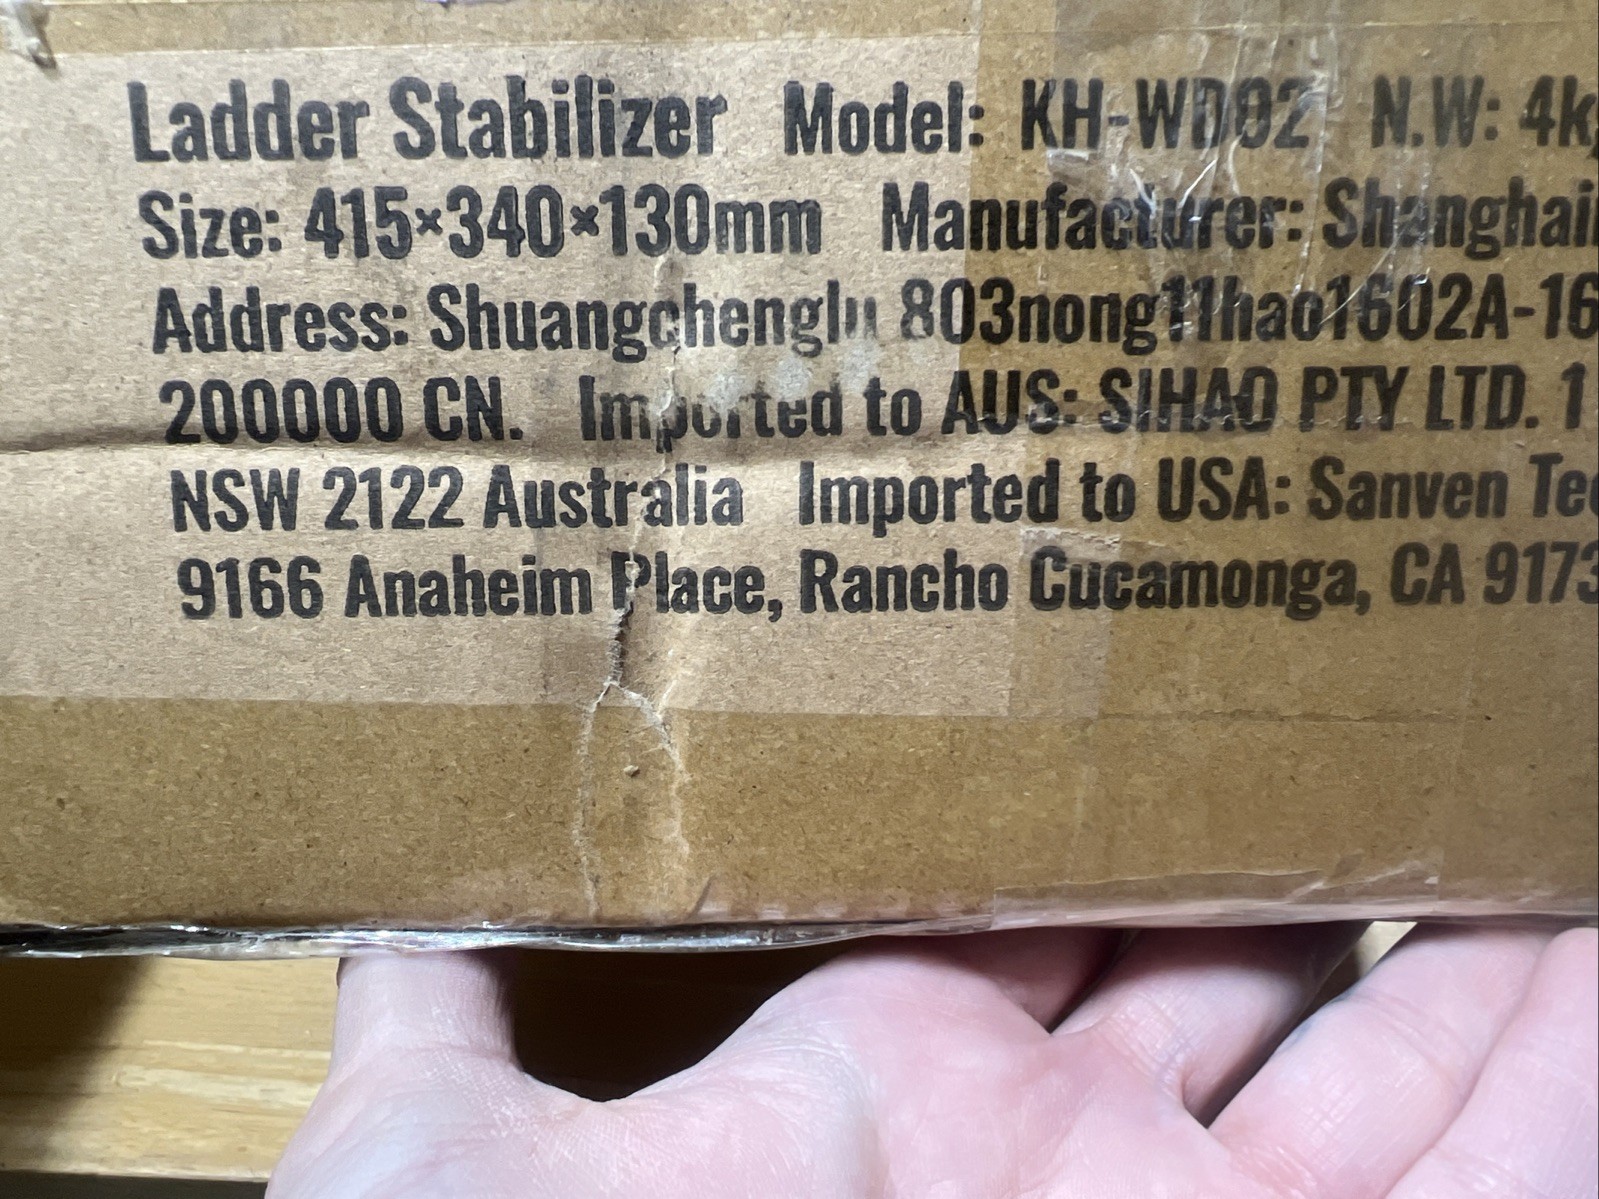 Ladder Stabilizer Model: KH-WD02 N.W: 4k
Size: 415×340×130mm Manufacturer: Shanghai
Address: Shuangchenglu 803nong11hao1602A-16
200000 CN. Imported to AUS: SIHAO PTY LTD. 1
NSW 2122 Australia Imported to USA: Sanven Tec
9166 Anaheim Place, Rancho Cucamonga, CA 9173